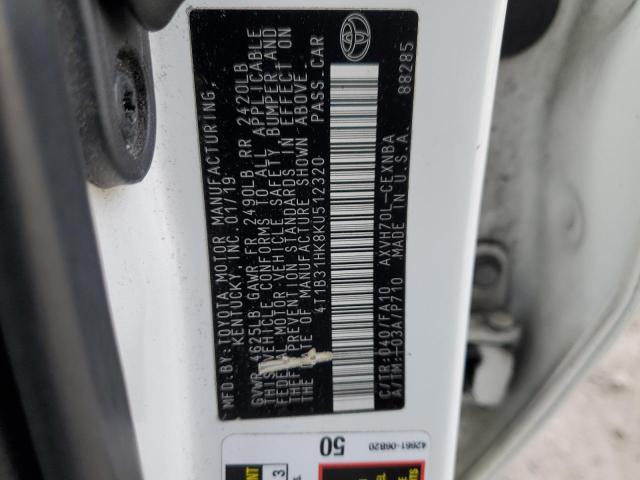 MFD.BY: TOYOTA MOTOR MANUFACTURING,
KENTUCKY, INC. 01/19
GVWR 4625LB GAWR FR 2490LB RR 2420LB
THIS VEHICLE CONFORMS TO ALL APPLICABLE
FEDERAL MOTOR VEHICLE SAFETY, BUMPER AND
THEFT PREVENTION STANDARDS IN EFFECT ON
THE DATE OF MANUFACTURE SHOWN ABOVE.
4T1B31HK8KU512320 PASS.CAR
C/TR:040/FA10 AXVH70L-CEXNBA
A/TM:-03A/P710 MADE IN U.S.A.
88285
42661-06B20
50
3